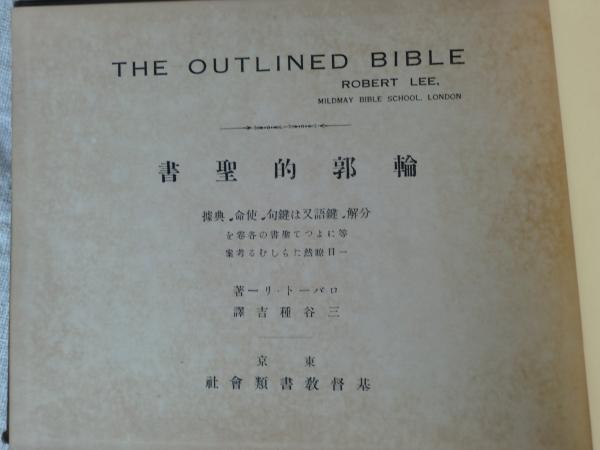 THE OUTLINED BIBLE
ROBERT LEE,
MILDMAY BIBLE SCHOOL, LONDON
輪郭的聖書
分解、鍵語又は鍵句、使命、典據
等によつて聖書の各卷を
一目瞭然たらしむる考案
ロバート・リー著
三谷種吉譯
東京
基督敎書類會社